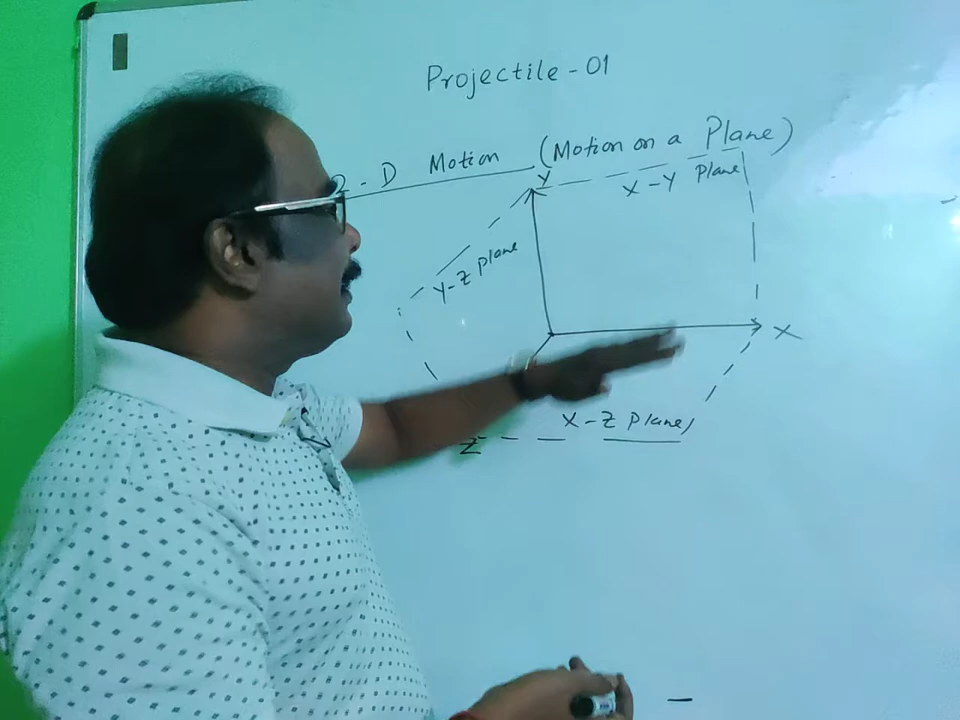 Projectile - 01
2-D Motion (Motion on a Plane)
Y
X-Y plane
Y-Z plane
X
X-Z plane
Z